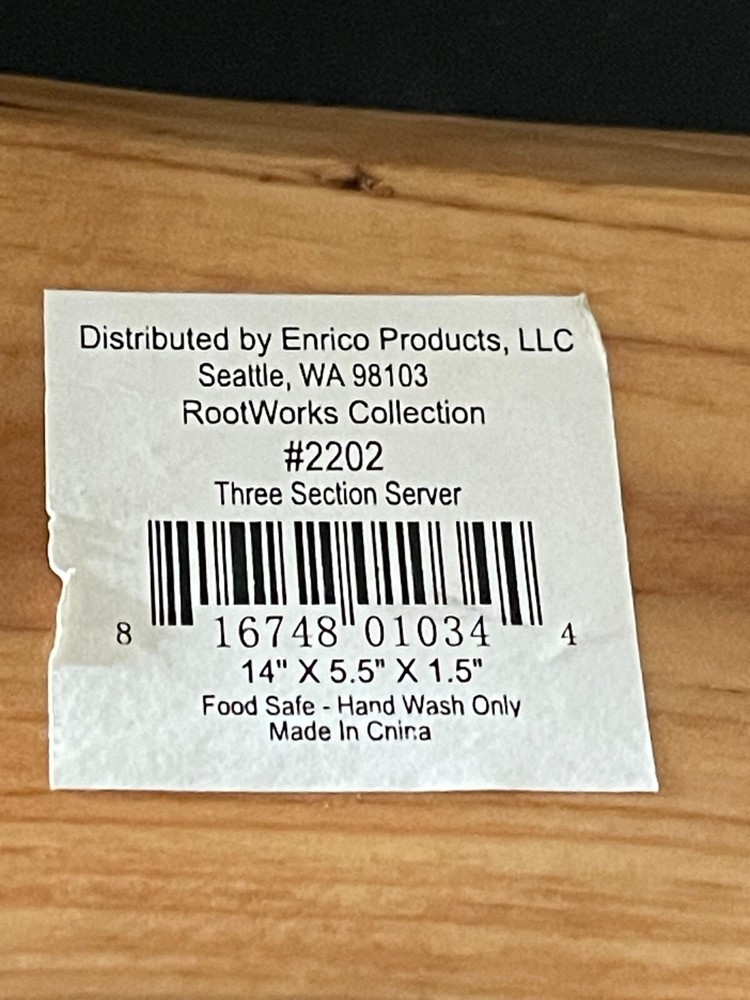 Distributed by Enrico Products, LLC
Seattle, WA 98103
RootWorks Collection
#2202
Three Section Server
8 16748 01034 4
14" X 5.5" X 1.5"
Food Safe - Hand Wash Only
Made In China